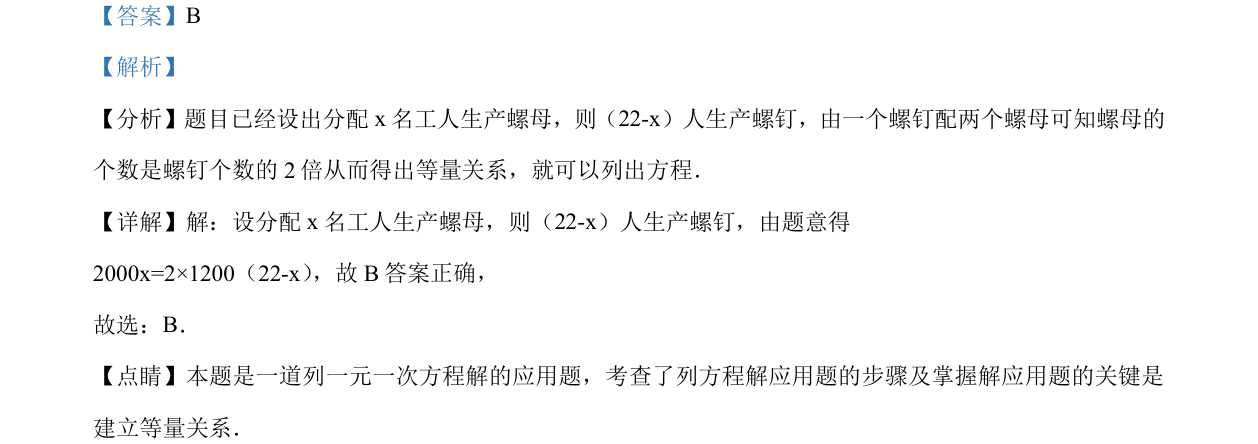 【答案】B
【解析】
【分析】题目已经设出分配 x 名工人生产螺母，则（22-x）人生产螺钉，由一个螺钉配两个螺母可知螺母的
个数是螺钉个数的 2 倍从而得出等量关系，就可以列出方程．
【详解】解：设分配 x 名工人生产螺母，则（22-x）人生产螺钉，由题意得
2000x=2×1200（22-x），故 B 答案正确，
故选：B．
【点睛】本题是一道列一元一次方程解的应用题，考查了列方程解应用题的步骤及掌握解应用题的关键是
建立等量关系．